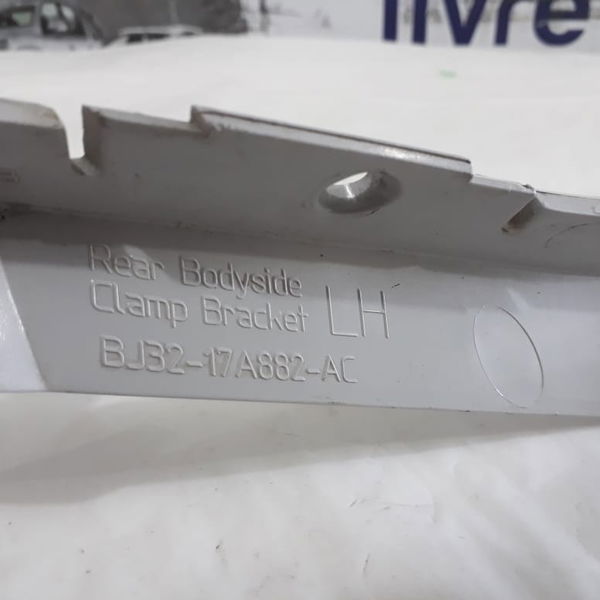 livre
Rear Bodyside
Clamp Bracket LH
BJ32-17A882-AC